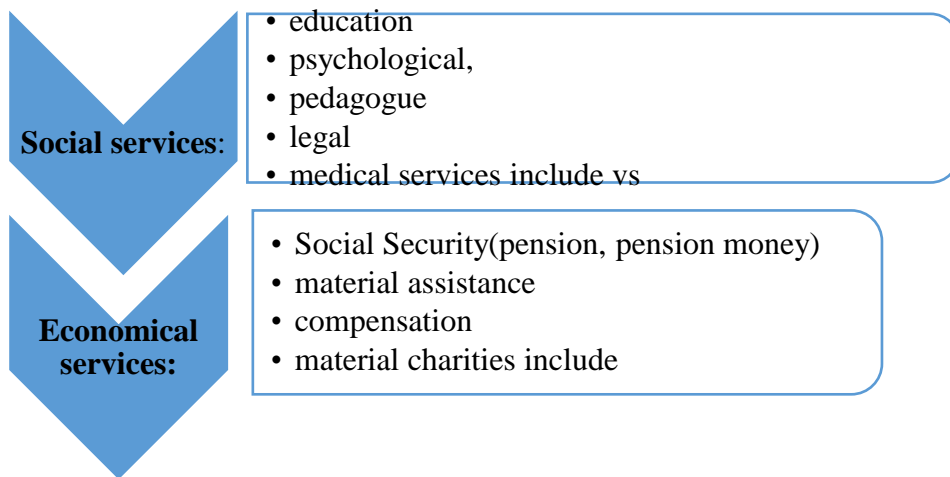 Social services:
• education
• psychological,
• pedagogue
• legal
• medical services include vs
Economical
services:
• Social Security(pension, pension money)
• material assistance
• compensation
• material charities include